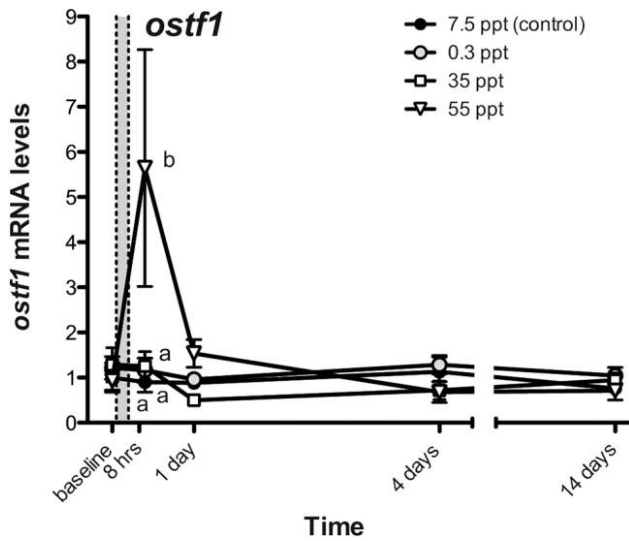 ostf1
7.5 ppt (control)
0.3 ppt
35 ppt
55 ppt
9
8
7
6
5
4
3
2
1
0
ostf1 mRNA levels
b
a
a a
baseline
8 hrs
1 day
4 days
14 days
Time